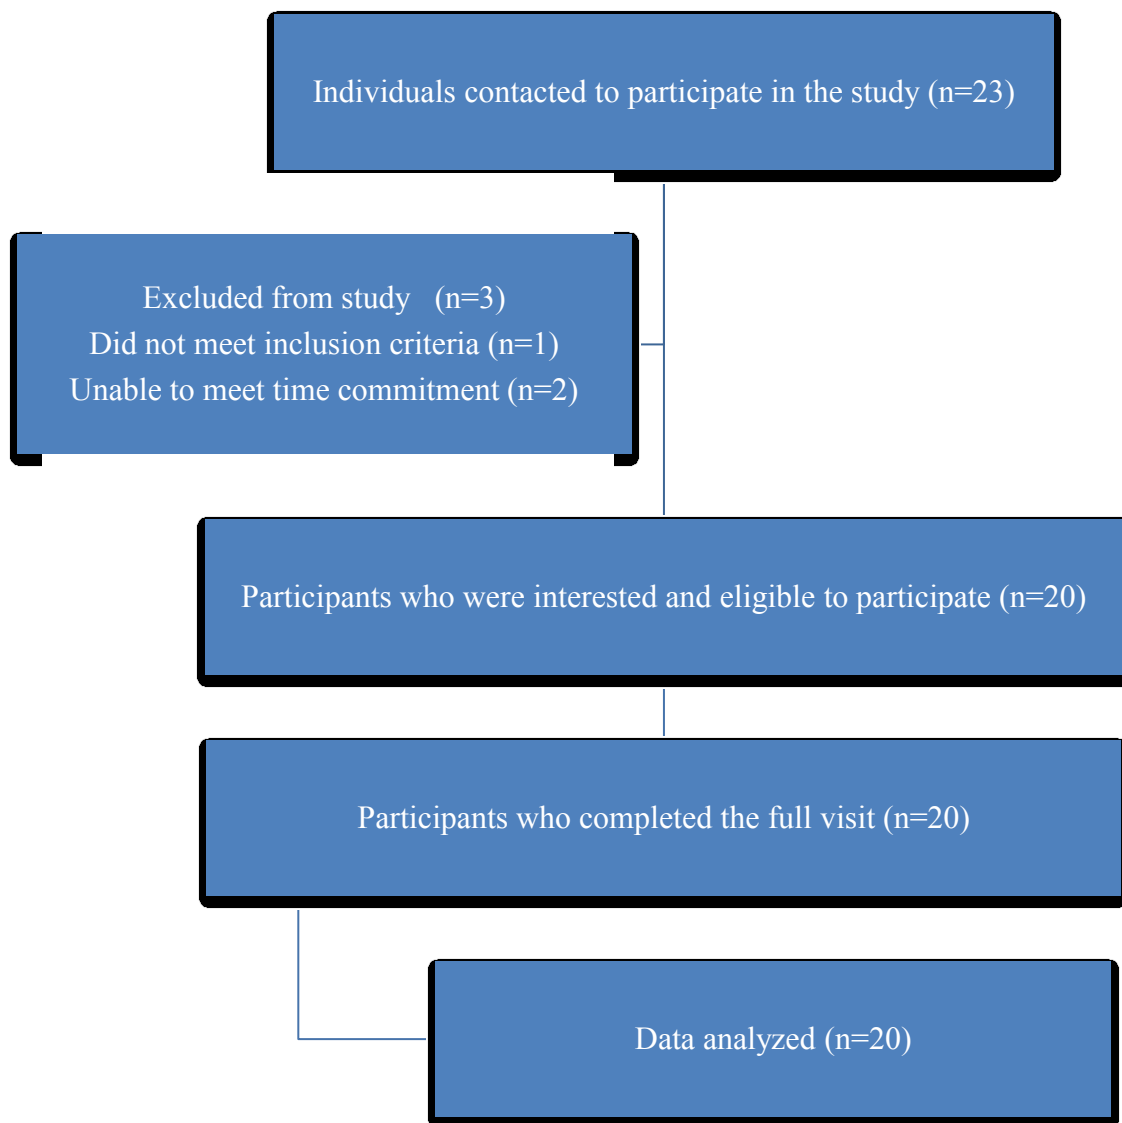 Individuals contacted to participate in the study (n=23)
Excluded from study (n=3)
Did not meet inclusion criteria (n=1)
Unable to meet time commitment (n=2)
Participants who were interested and eligible to participate (n=20)
Participants who completed the full visit (n=20)
Data analyzed (n=20)